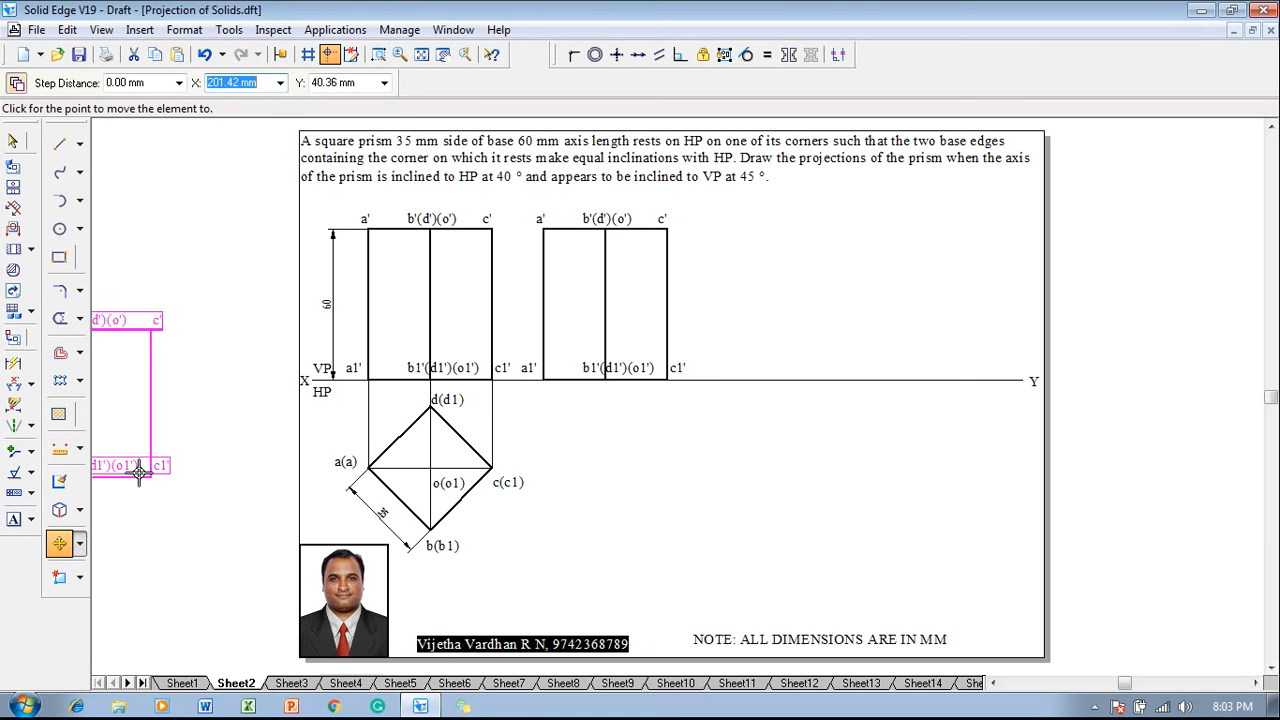 Solid Edge V19 - Draft - [Projection of Solids.dft]
File Edit View Insert Format Tools Inspect Applications Manage Window Help
Step Distance: 0.00 mm X: 201.42 mm Y: 40.36 mm
Click for the point to move the element to.
A square prism 35 mm side of base 60 mm axis length rests on HP on one of its corners such that the two base edges
containing the corner on which it rests make equal inclinations with HP. Draw the projections of the prism when the axis
of the prism is inclined to HP at 40 ° and appears to be inclined to VP at 45 °.
a' b'(d')(o') c' a' b'(d')(o') c'
60
d')(o') c'
VP a1' b1'(d1')(o1') c1' a1' b1'(d1')(o1') c1'
X Y
HP
d(d1)
a(a)
d1')(o1') c1'
o(o1) c(c1)
35
b(b1)
A
Vijetha Vardhan R N, 9742368789
NOTE: ALL DIMENSIONS ARE IN MM
Sheet1 Sheet2 Sheet3 Sheet4 Sheet5 Sheet6 Sheet7 Sheet8 Sheet9 Sheet10 Sheet11 Sheet12 Sheet13 Sheet14 She
8:03 PM